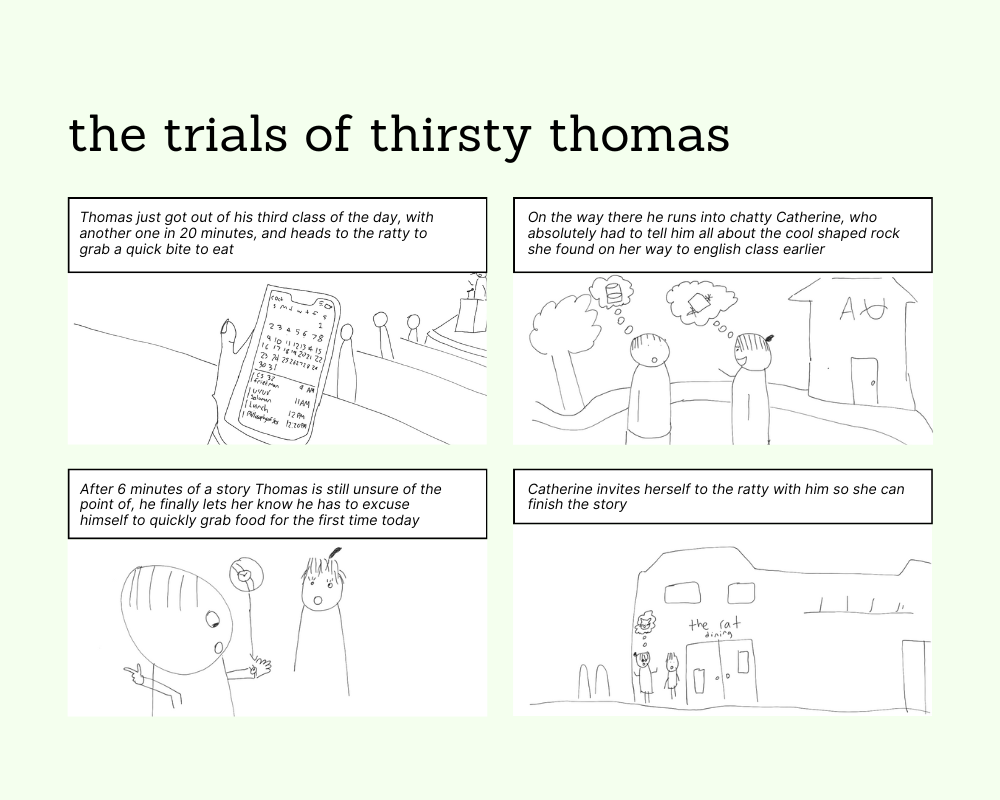 the trials of thirsty thomas
Thomas just got out of his third class of the day, with
another one in 20 minutes, and heads to the ratty to
grab a quick bite to eat
S M T W T F S
1
2 3 4 5 6 7 8
9 10 11 12 13 14 15
16 17 18 19 20 21 22
23 24 25 26 27 28 29
30 31
CS 32
Friedman 9 AM
11 AM
Lunch 12 PM
12:20PM
On the way there he runs into chatty Catherine, who
absolutely had to tell him all about the cool shaped rock
she found on her way to english class earlier
After 6 minutes of a story Thomas is still unsure of the
point of, he finally lets her know he has to excuse
himself to quickly grab food for the first time today
Catherine invites herself to the ratty with him so she can
finish the story
the rat
dining